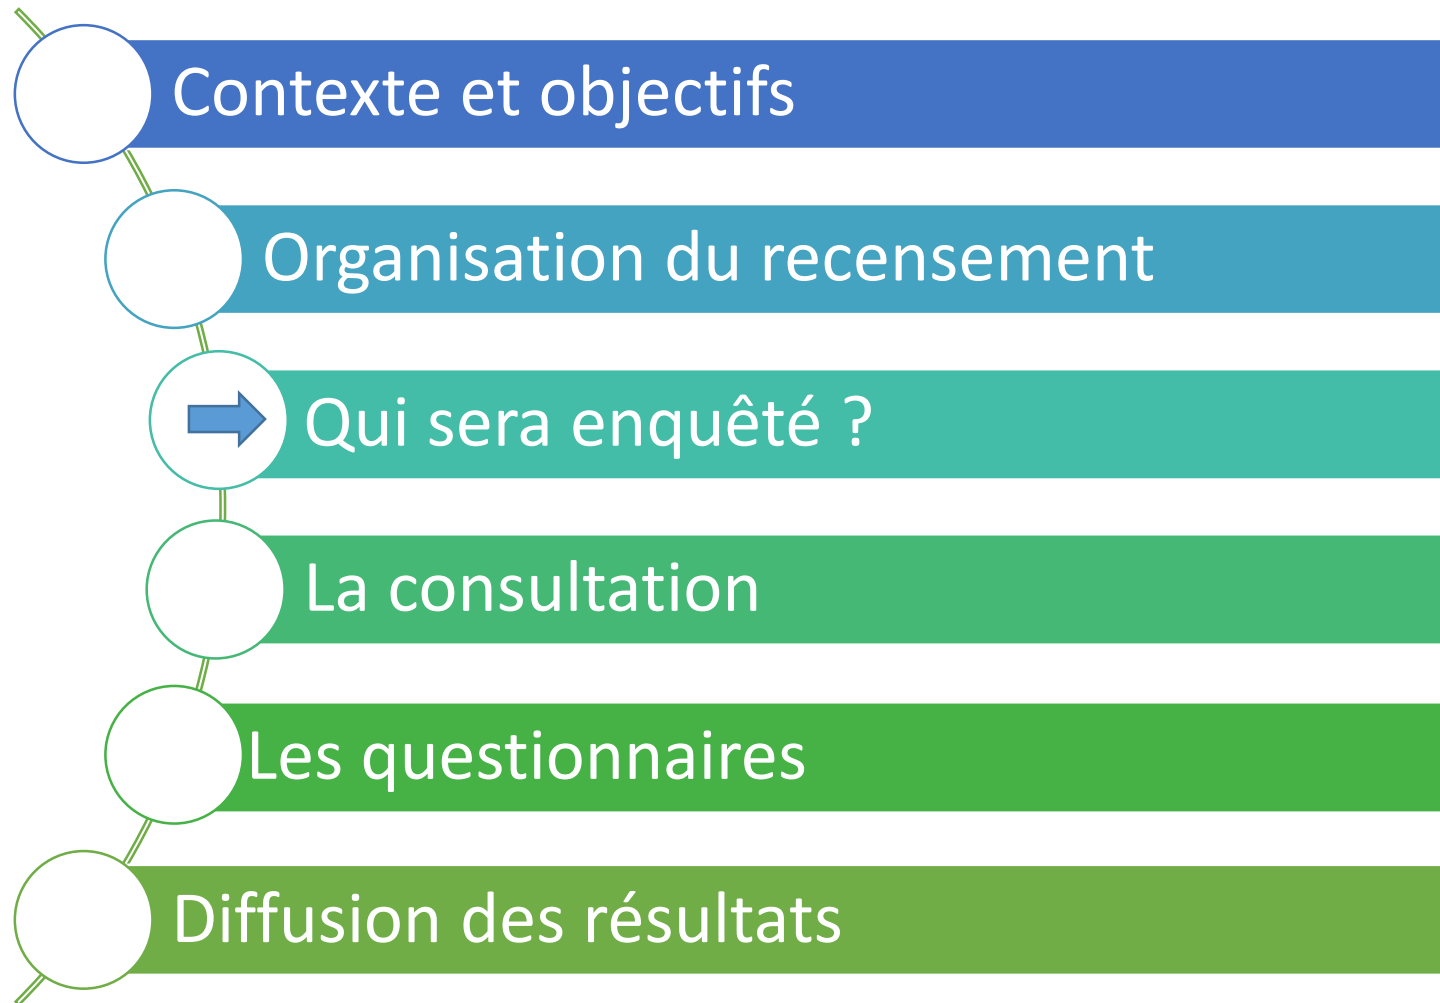 Contexte et objectifs
Organisation du recensement
Qui sera enquêté ?
La consultation
Les questionnaires
Diffusion des résultats